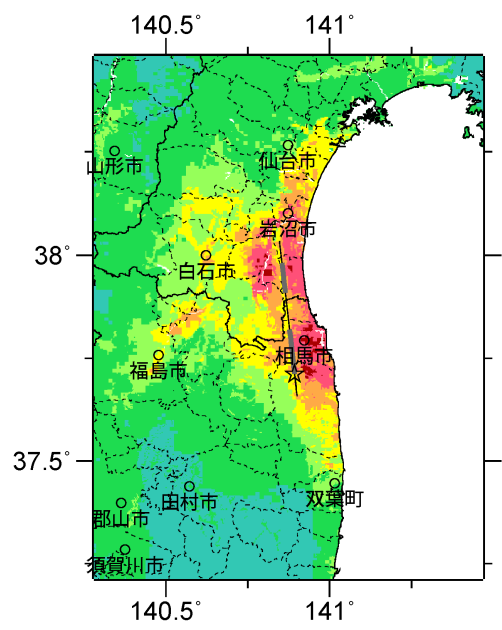 140.5° 141°
仙台市
山形市
岩沼市
38°
白石市
相馬市
福島市
37.5°
双葉町
田村市
郡山市
須賀川市
140.5° 141°